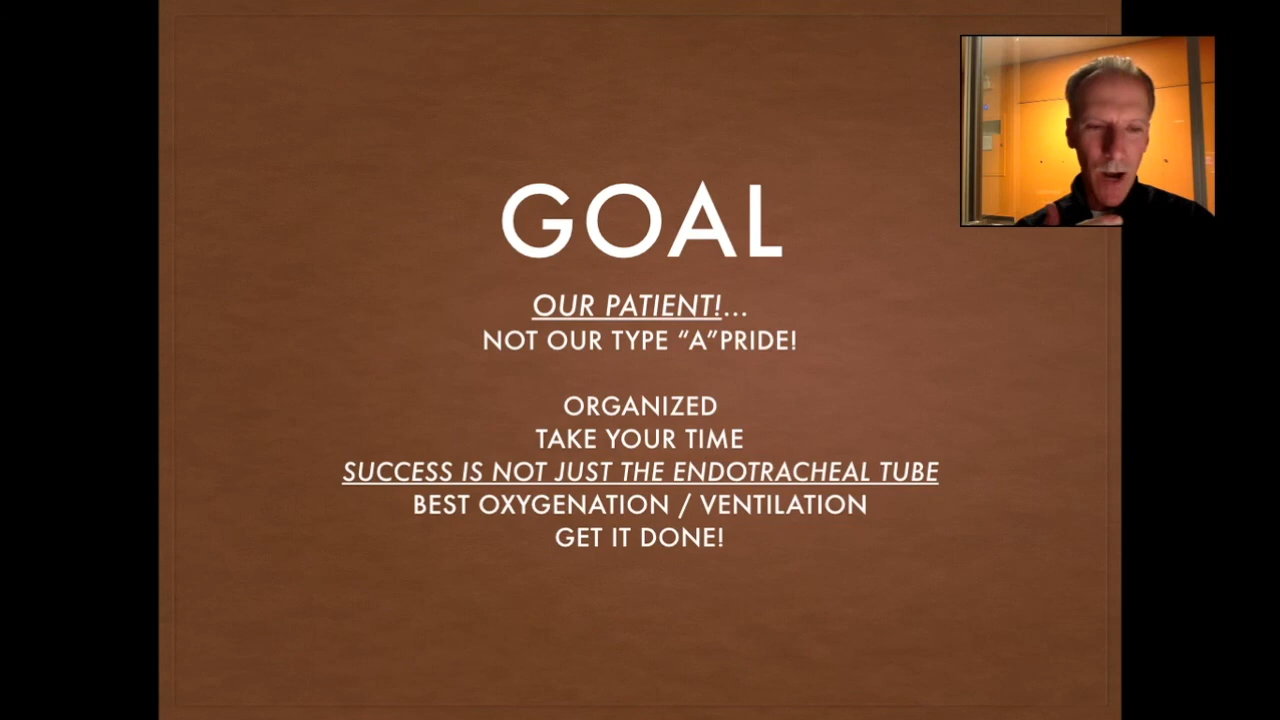 GOAL
OUR PATIENT!...
NOT OUR TYPE “A”PRIDE!
ORGANIZED
TAKE YOUR TIME
SUCCESS IS NOT JUST THE ENDOTRACHEAL TUBE
BEST OXYGENATION / VENTILATION
GET IT DONE!